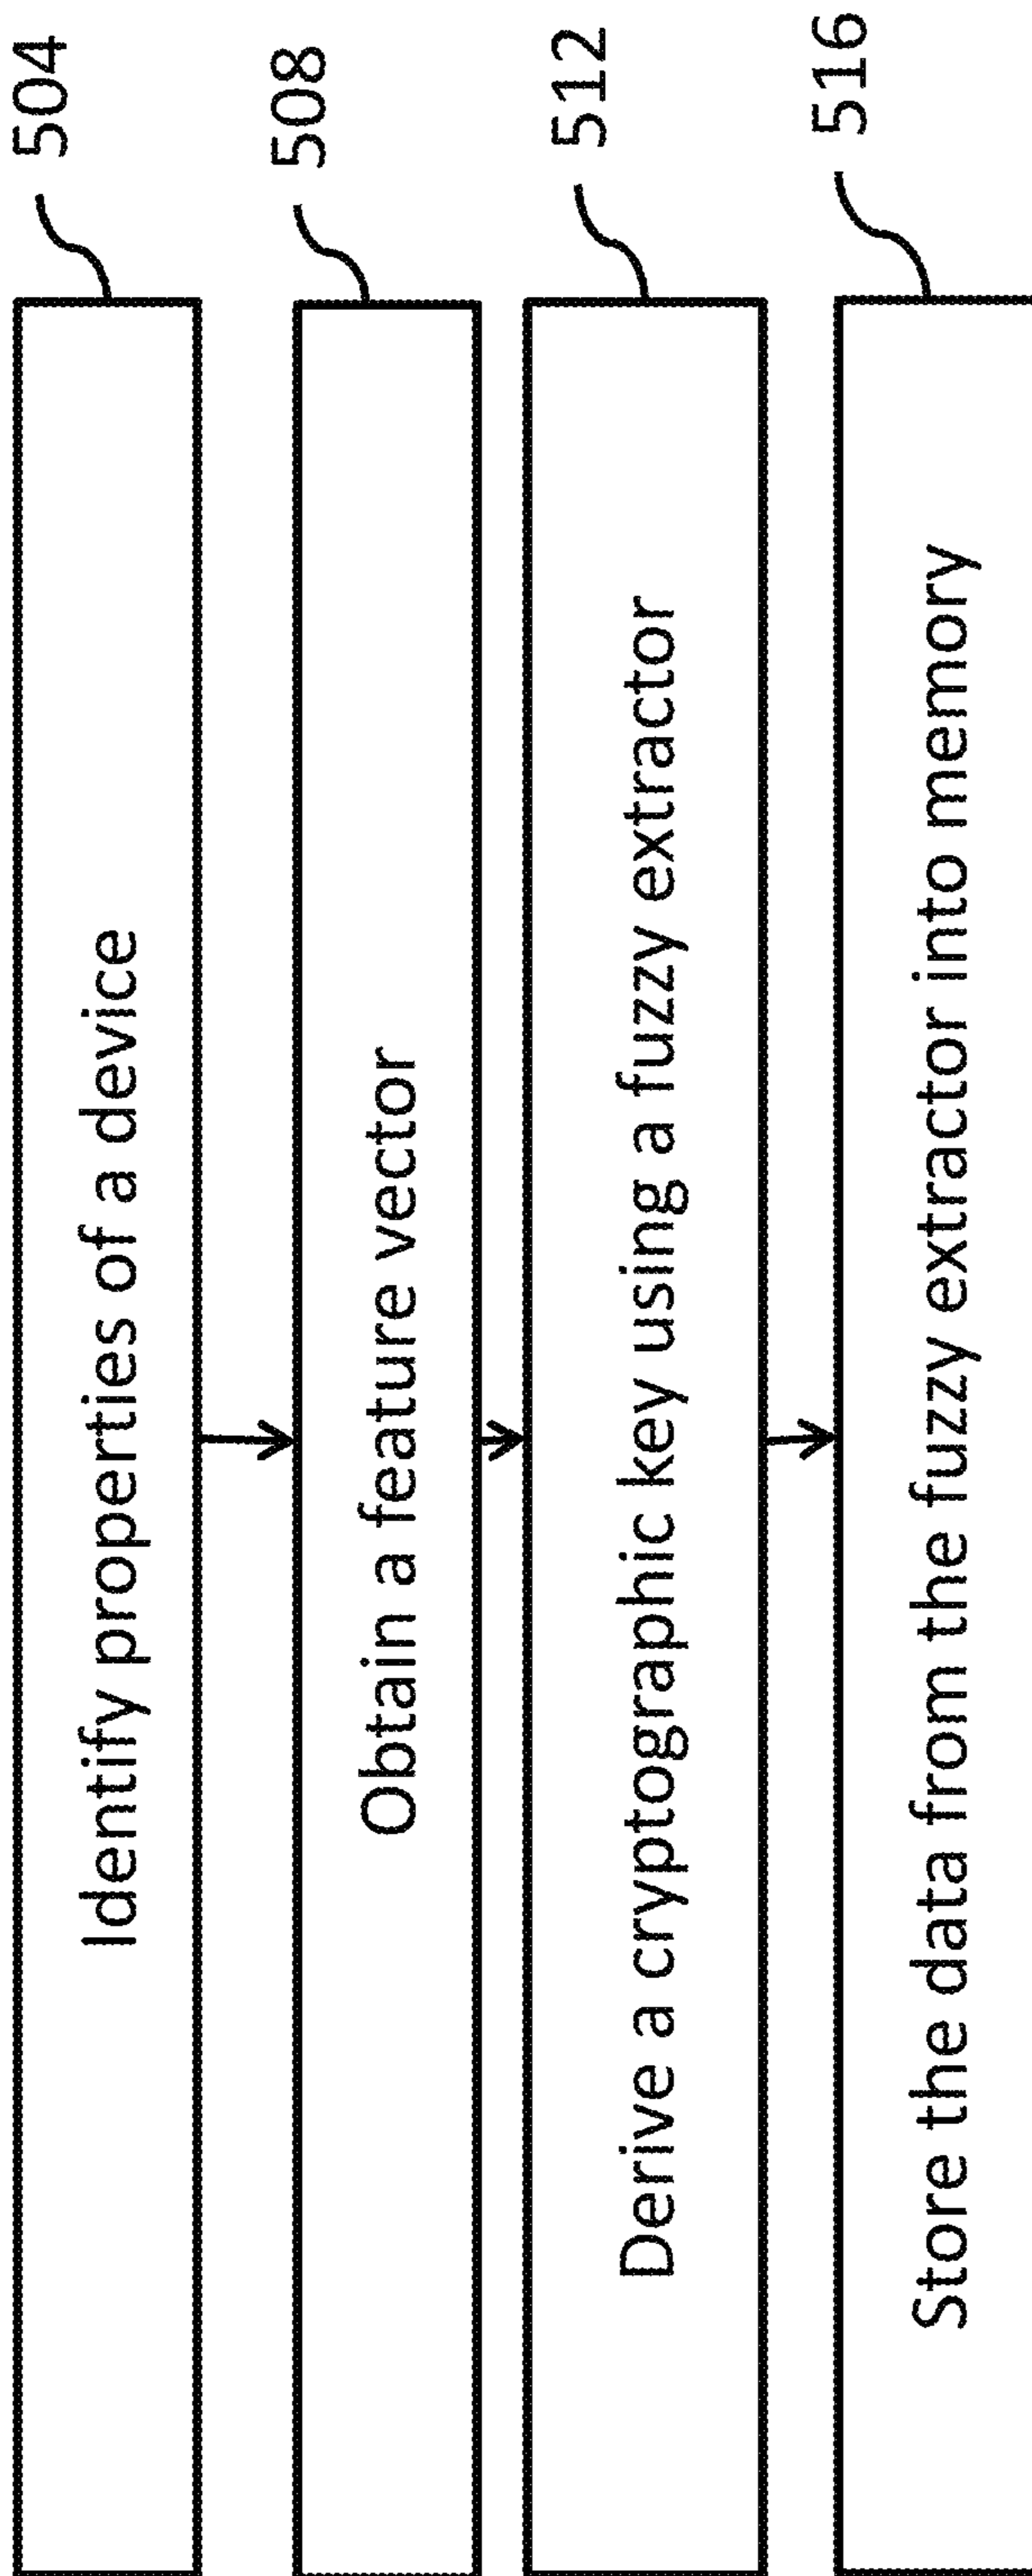 Identify properties of a device
504
Obtain a feature vector
508
Derive a cryptographic key using a fuzzy extractor
512
Store the data from the fuzzy extractor into memory
516